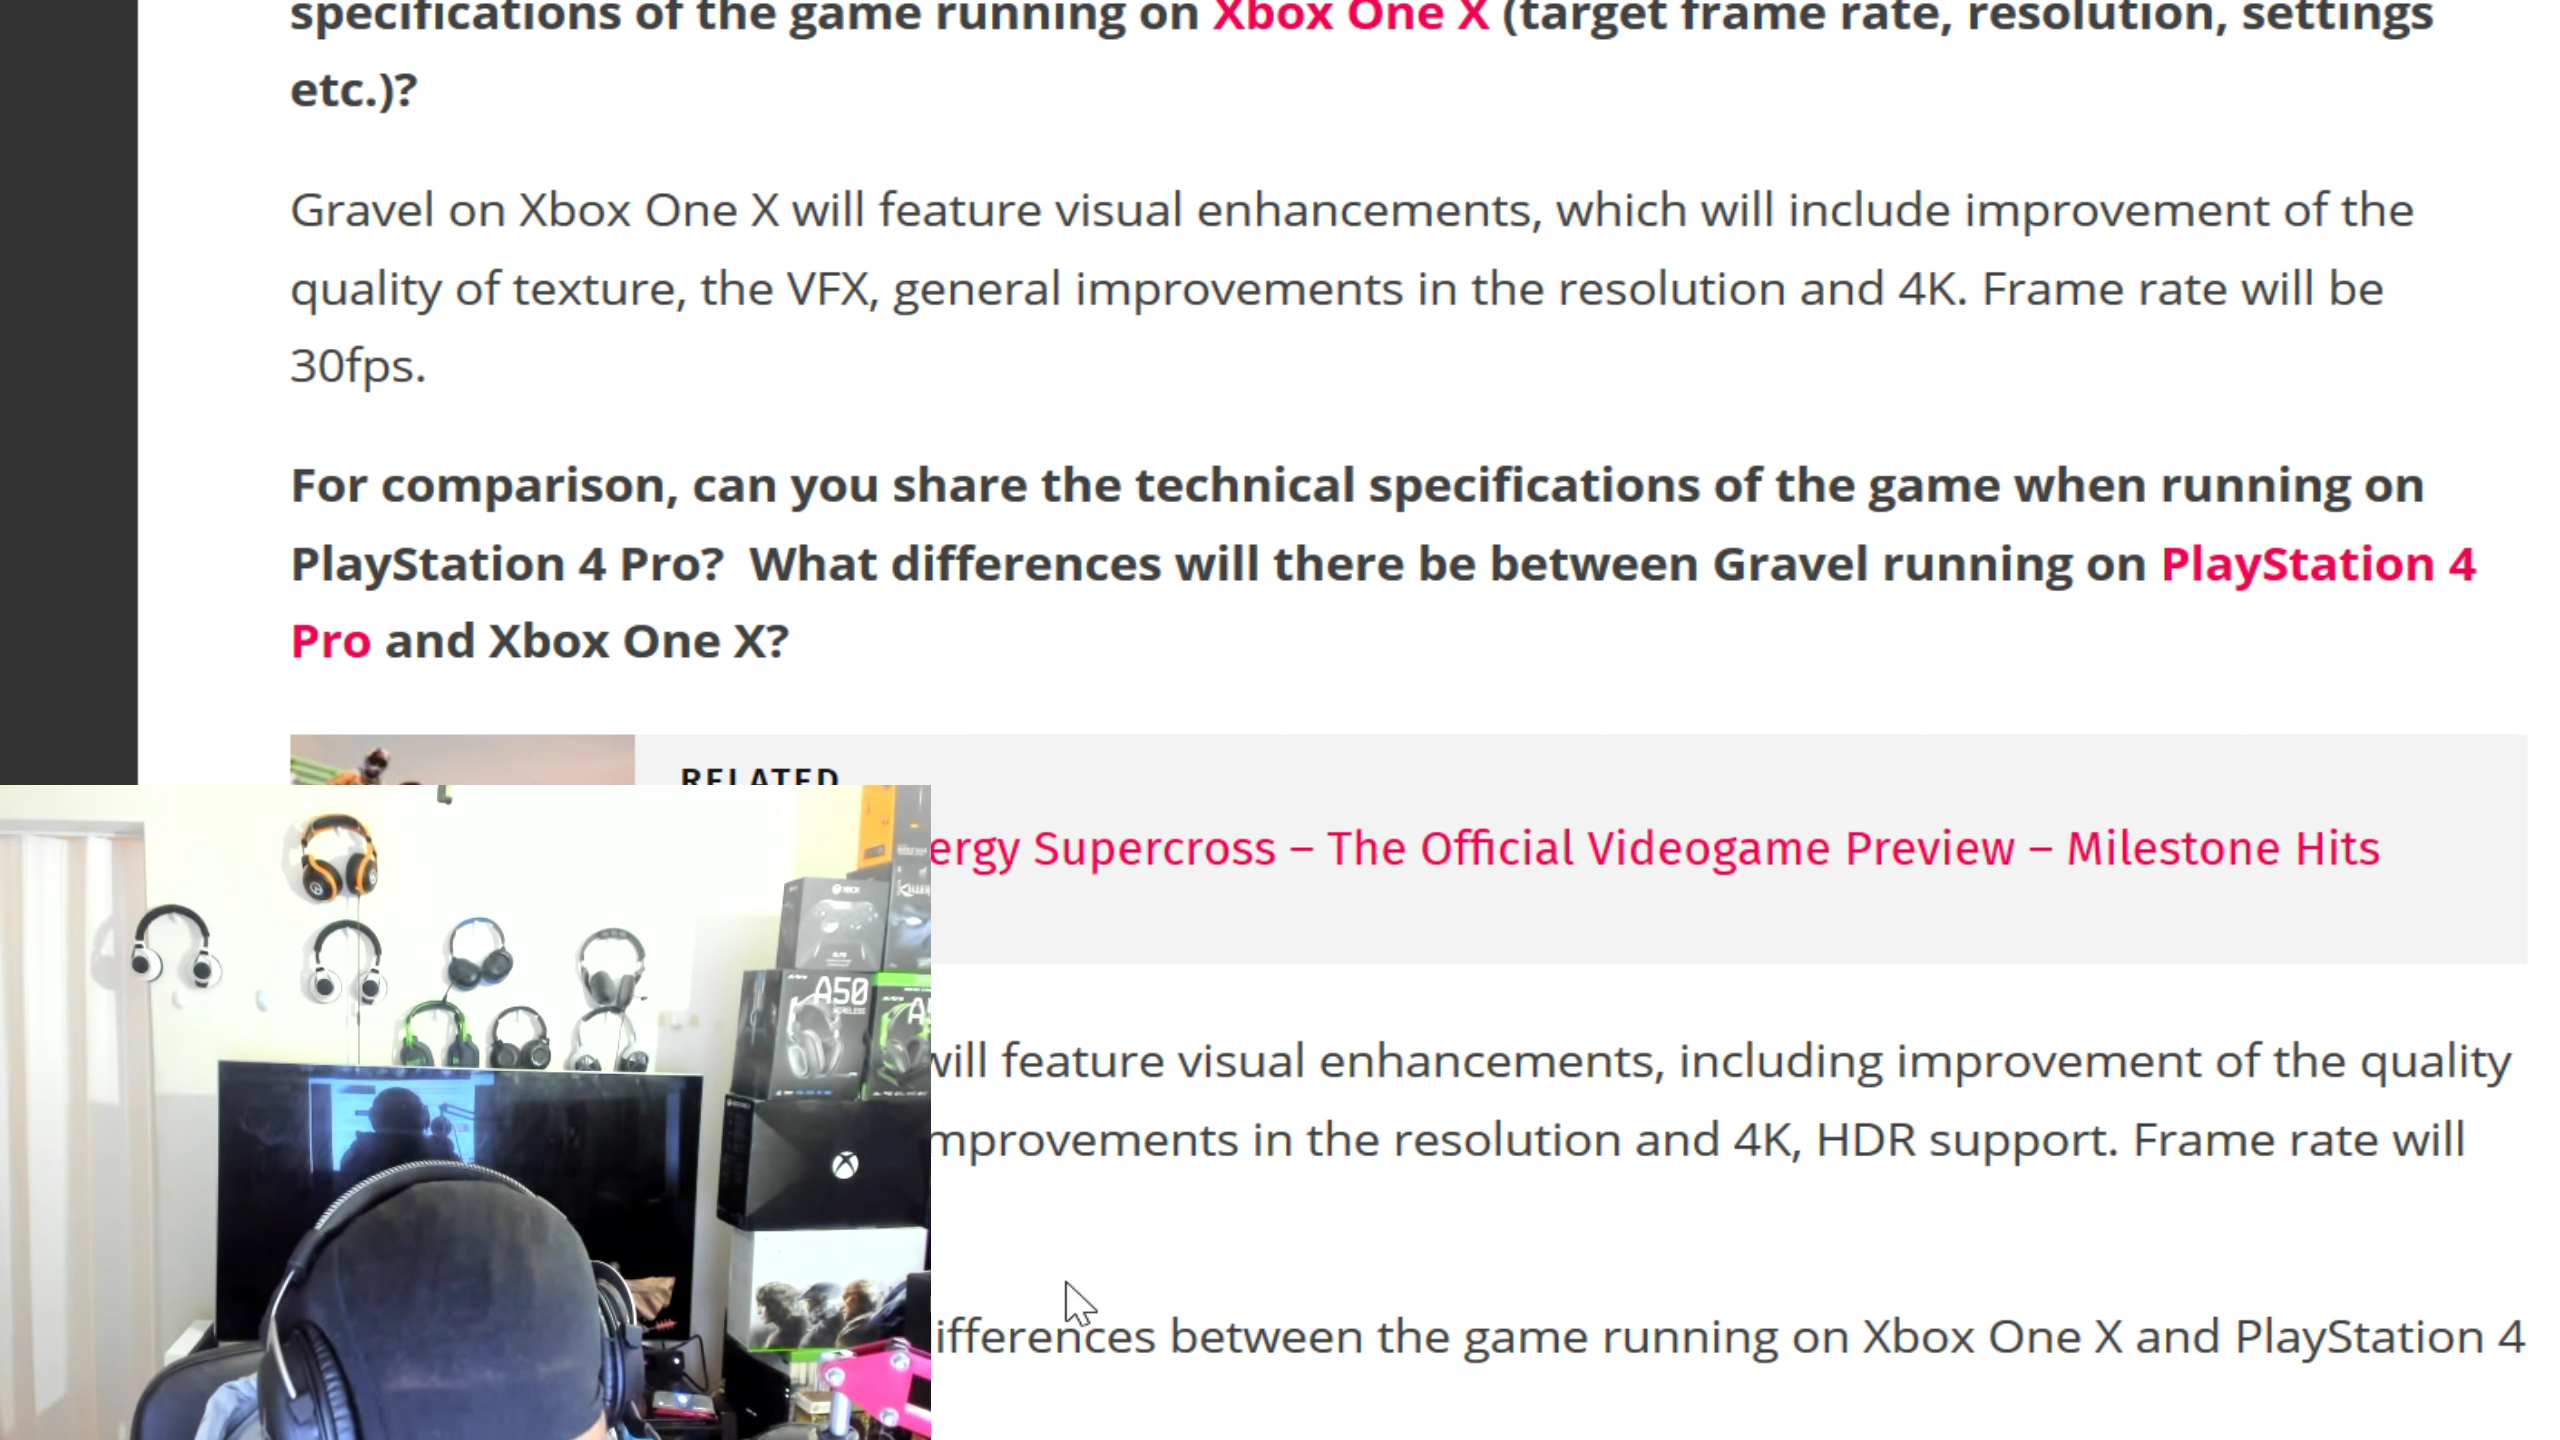 specifications of the game running on Xbox One X (target frame rate, resolution, settings
etc.)?
Gravel on Xbox One X will feature visual enhancements, which will include improvement of the
quality of texture, the VFX, general improvements in the resolution and 4K. Frame rate will be
30fps.
For comparison, can you share the technical specifications of the game when running on
PlayStation 4 Pro? What differences will there be between Gravel running on PlayStation 4
Pro and Xbox One X?
RELATED
ergy Supercross – The Official Videogame Preview – Milestone Hits
will feature visual enhancements, including improvement of the quality
mprovements in the resolution and 4K, HDR support. Frame rate will
ifferences between the game running on Xbox One X and PlayStation 4
XBOX
A50
WIRELESS